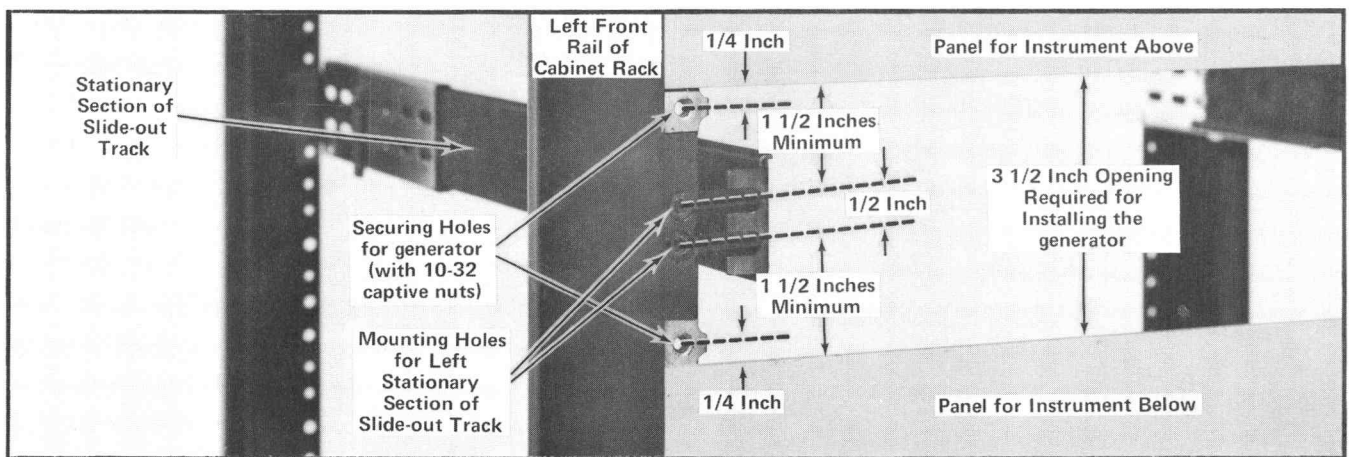 Stationary
Section of
Slide-out
Track
Left Front
Rail of
Cabinet Rack
1/4 Inch
Panel for Instrument Above
1 1/2 Inches
Minimum
1/2 Inch
3 1/2 Inch Opening
Required for
Installing the
generator
Securing Holes
for generator
(with 10-32
captive nuts)
1 1/2 Inches
Minimum
Mounting Holes
for Left
Stationary
Section of
Slide-out Track
1/4 Inch
Panel for Instrument Below